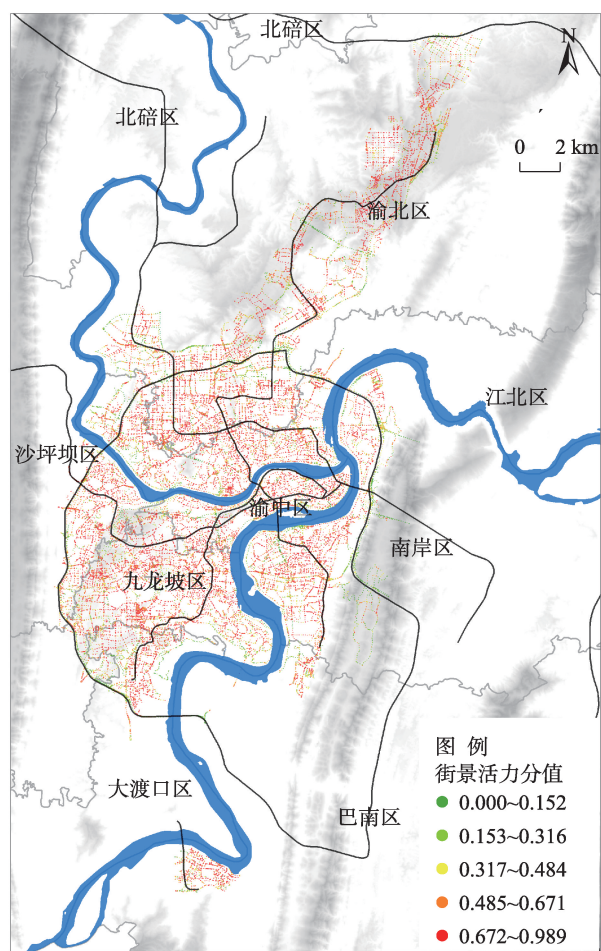 北碚区
N
北碚区
0 2 km
渝北区
江北区
沙坪坝区
渝中区
南岸区
九龙坡区
图 例
街景活力分值
大渡口区
0.000~0.152
巴南区
0.153~0.316
0.317~0.484
0.485~0.671
0.672~0.989